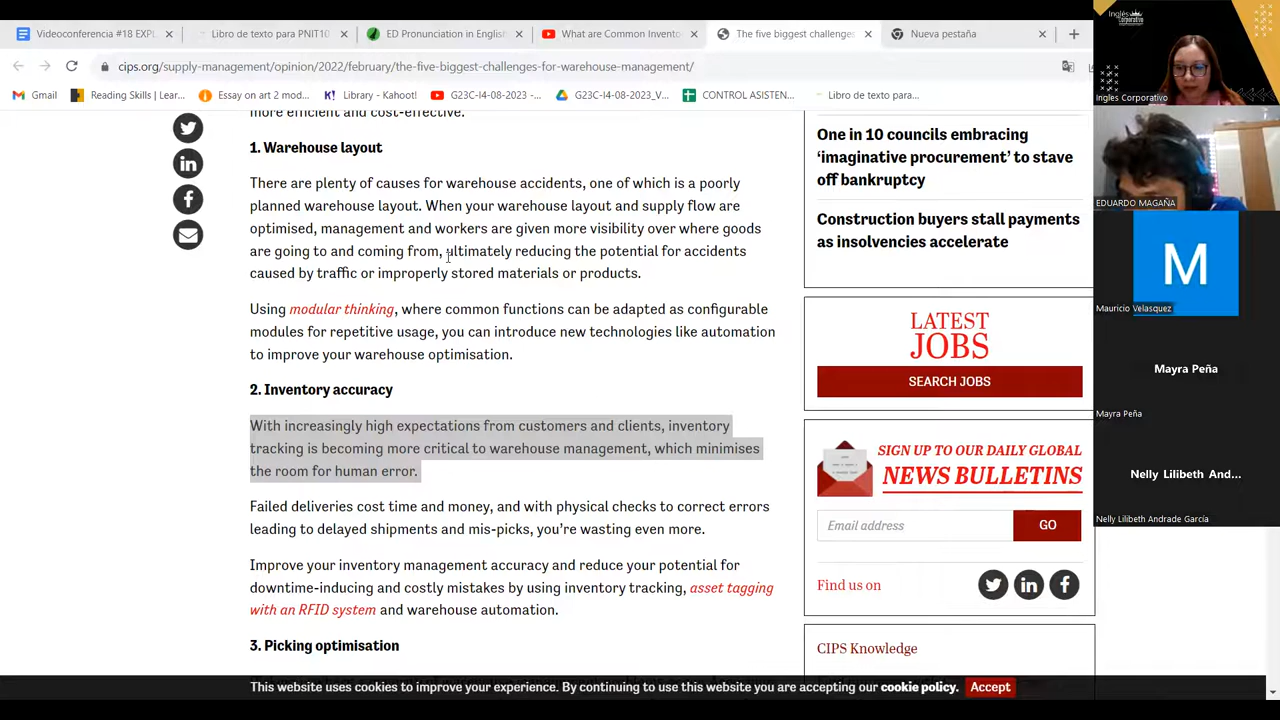 Videoconferencia #18 EXPL
Libro de texto para PNIT10
ED Pronunciation in English
What are Common Invento
The five biggest challenges
Nueva pestaña
cips.org/supply-management/opinion/2022/february/the-five-biggest-challenges-for-warehouse-management/
Gmail
Reading Skills | Lear...
Essay on art 2 mod...
Library - Kah
G23C-I4-08-2023 -...
G23C-I4-08-2023_V...
CONTROL ASISTEN...
Libro de texto para...
more efficient and cost-effective.
1. Warehouse layout
There are plenty of causes for warehouse accidents, one of which is a poorly
planned warehouse layout. When your warehouse layout and supply flow are
optimised, management and workers are given more visibility over where goods
are going to and coming from, ultimately reducing the potential for accidents
caused by traffic or improperly stored materials or products.
Using modular thinking, where common functions can be adapted as configurable
modules for repetitive usage, you can introduce new technologies like automation
to improve your warehouse optimisation.
2. Inventory accuracy
With increasingly high expectations from customers and clients, inventory
tracking is becoming more critical to warehouse management, which minimises
the room for human error.
Failed deliveries cost time and money, and with physical checks to correct errors
leading to delayed shipments and mis-picks, you're wasting even more.
Improve your inventory management accuracy and reduce your potential for
downtime-inducing and costly mistakes by using inventory tracking, asset tagging
with an RFID system and warehouse automation.
3. Picking optimisation
One in 10 councils embracing
‘imaginative procurement’ to stave
off bankruptcy
Construction buyers stall payments
as insolvencies accelerate
LATEST
JOBS
SEARCH JOBS
SIGN UP TO OUR DAILY GLOBAL
NEWS BULLETINS
Email address
GO
Find us on
CIPS Knowledge
This website uses cookies to improve your experience. By continuing to use this website you are accepting our cookie policy.
Accept
Inglés
Corporativo
Ingles Corporativo
EDUARDO MAGAÑA
M
Mauricio Velasquez
Mayra Peña
Mayra Peña
Nelly Lilibeth And...
Nelly Lilibeth Andrade García